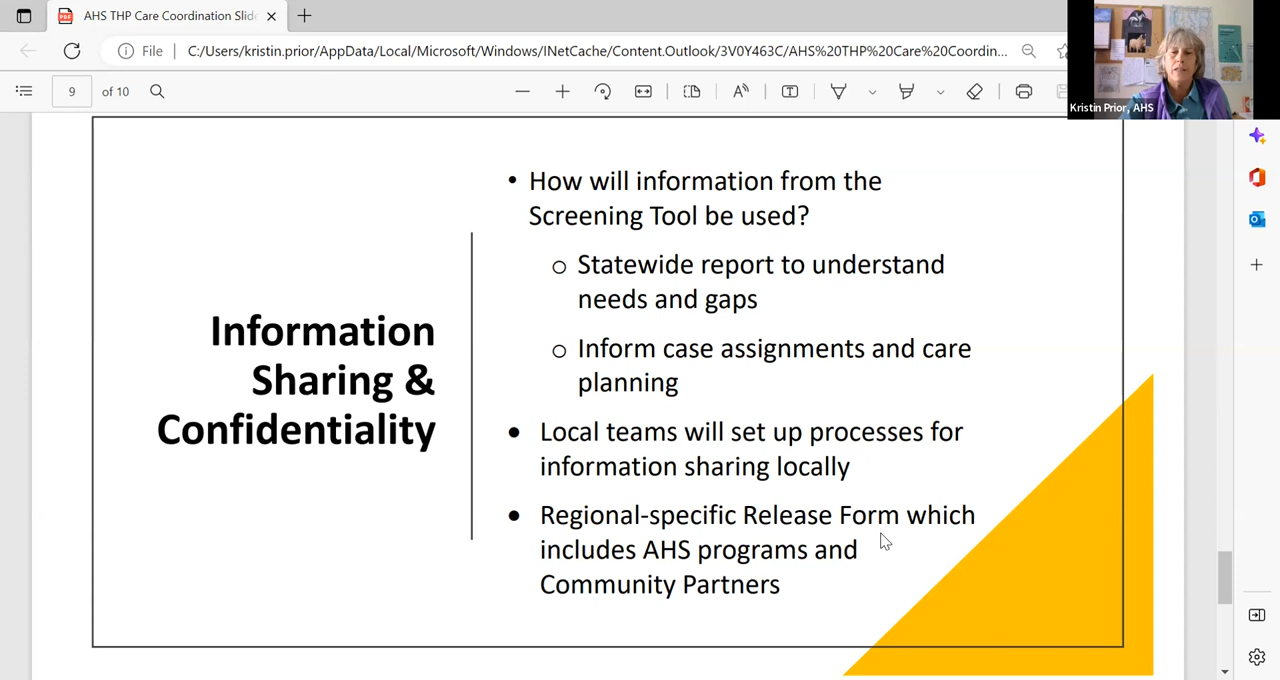 AHS THP Care Coordination Slide
File
C:/Users/kristin.prior/AppData/Local/Microsoft/Windows/INetCache/Content.Outlook/3V0Y463C/AHS%20THP%20Care%20Coordin...
9
of 10
Kristin Prior, AHS
Information
Sharing &
Confidentiality
• How will information from the
Screening Tool be used?
o Statewide report to understand
needs and gaps
o Inform case assignments and care
planning
• Local teams will set up processes for
information sharing locally
• Regional-specific Release Form which
includes AHS programs and
Community Partners